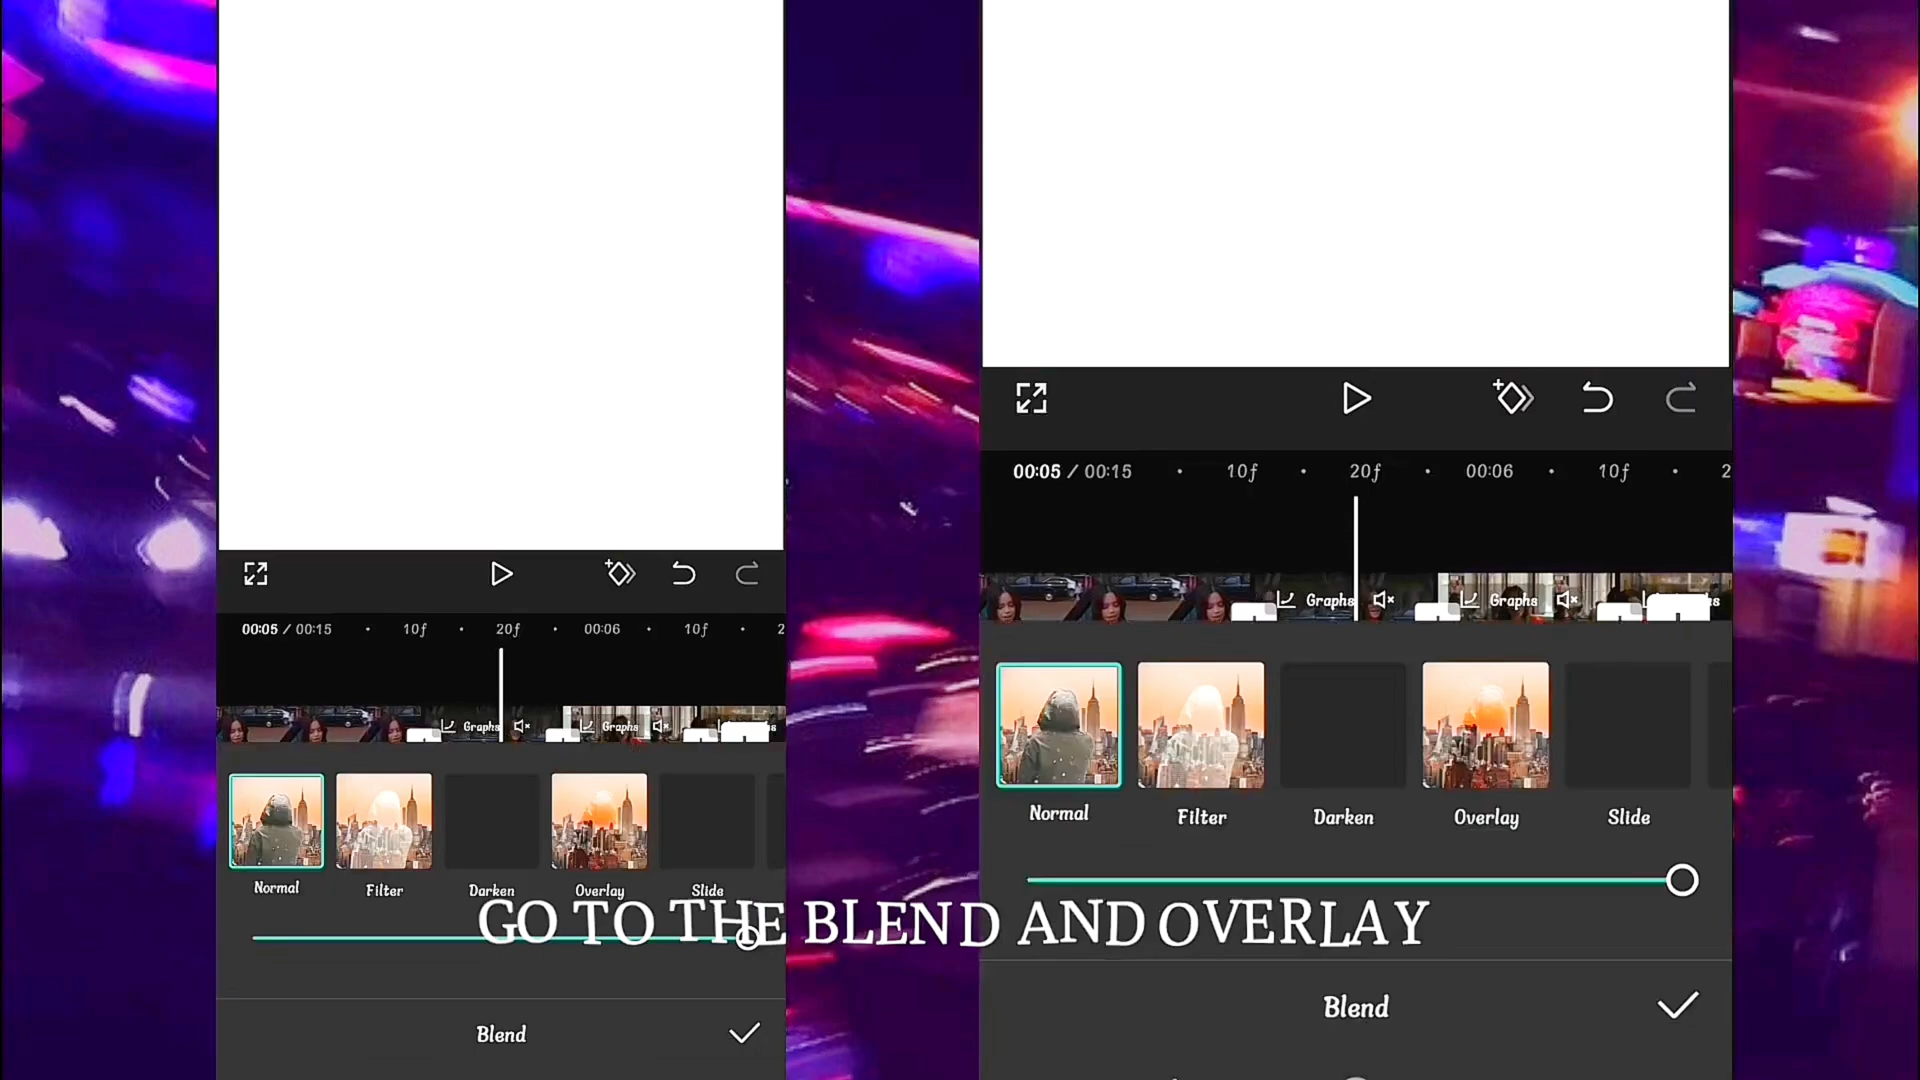 00:05 / 00:15 10f 20f 00:06 10f 2
Graphs Graphs
Normal Filter Darken Overlay Slide
Blend
00:05 / 00:15 10f 20f 00:06 10f 2
Graphs Graphs
Normal Filter Darken Overlay Slide
Blend
GO TO THE BLEND AND OVERLAY